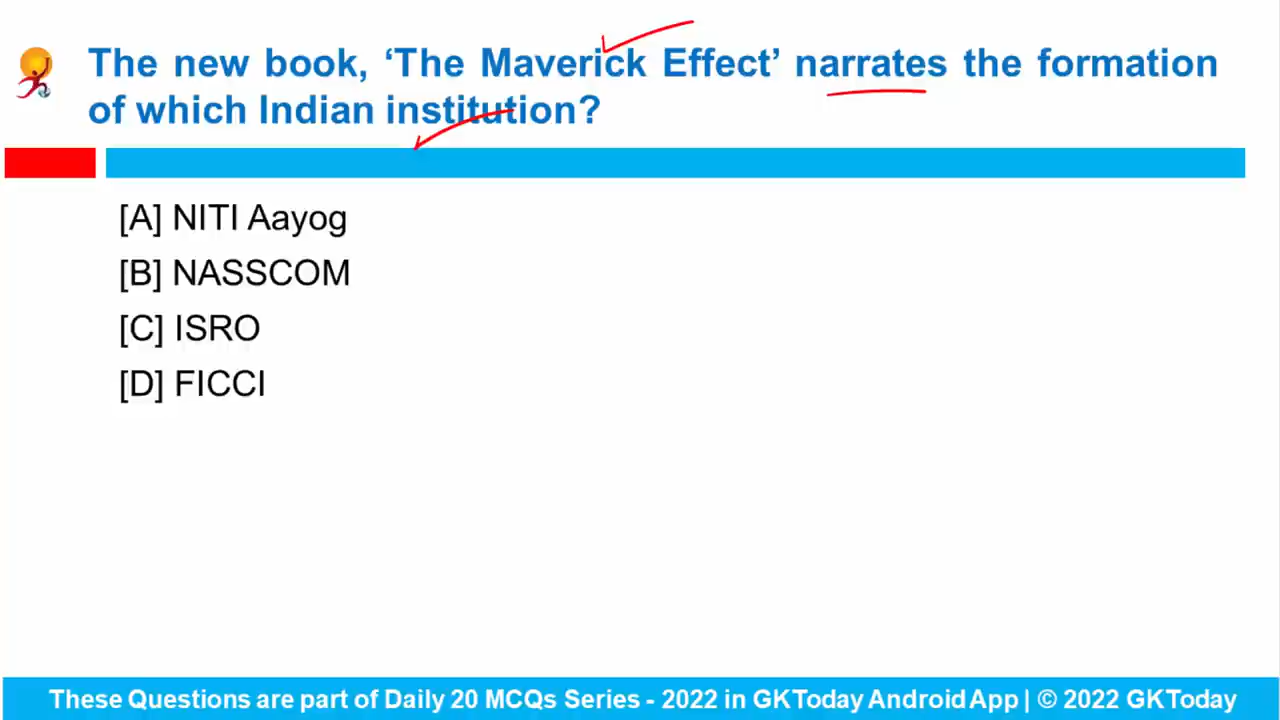 The new book, ‘The Maverick Effect’ narrates the formation
of which Indian institution?
[A] NITI Aayog
[B] NASSCOM
[C] ISRO
[D] FICCI
These Questions are part of Daily 20 MCQs Series - 2022 in GKToday Android App | © 2022 GKToday